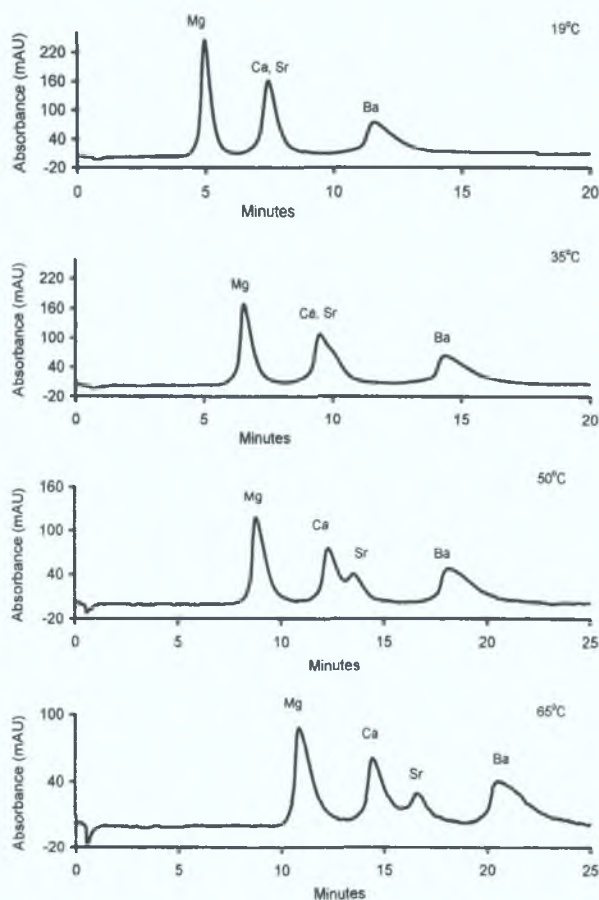 Mg
19°C
Ca, Sr
Ba
Absorbance (mAU)
220
160
100
40
-20
0 5 10 15 20
Minutes
35°C
Mg
Ca, Sr
Ba
Absorbance (mAU)
220
160
100
40
-20
0 5 10 15 20
Minutes
50°C
Mg
Ca
Sr
Ba
Absorbance (mAU)
160
100
40
-20
0 5 10 15 20 25
Minutes
65°C
Mg
Ca
Sr
Ba
Absorbance (mAU)
100
40
-20
0 5 10 15 20 25
Minutes